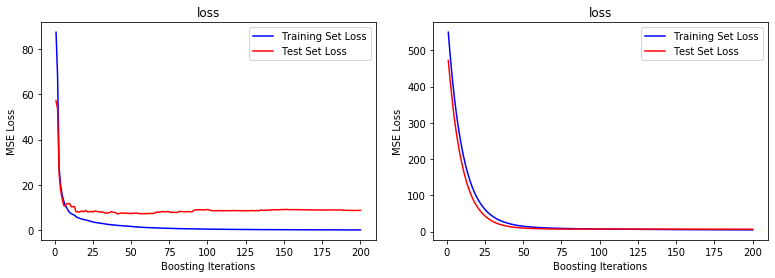 loss
80
60
40
20
0
MSE Loss
Training Set Loss
Test Set Loss
0 25 50 75 100 125 150 175 200
Boosting Iterations
loss
500
400
300
200
100
0
MSE Loss
Training Set Loss
Test Set Loss
0 25 50 75 100 125 150 175 200
Boosting Iterations